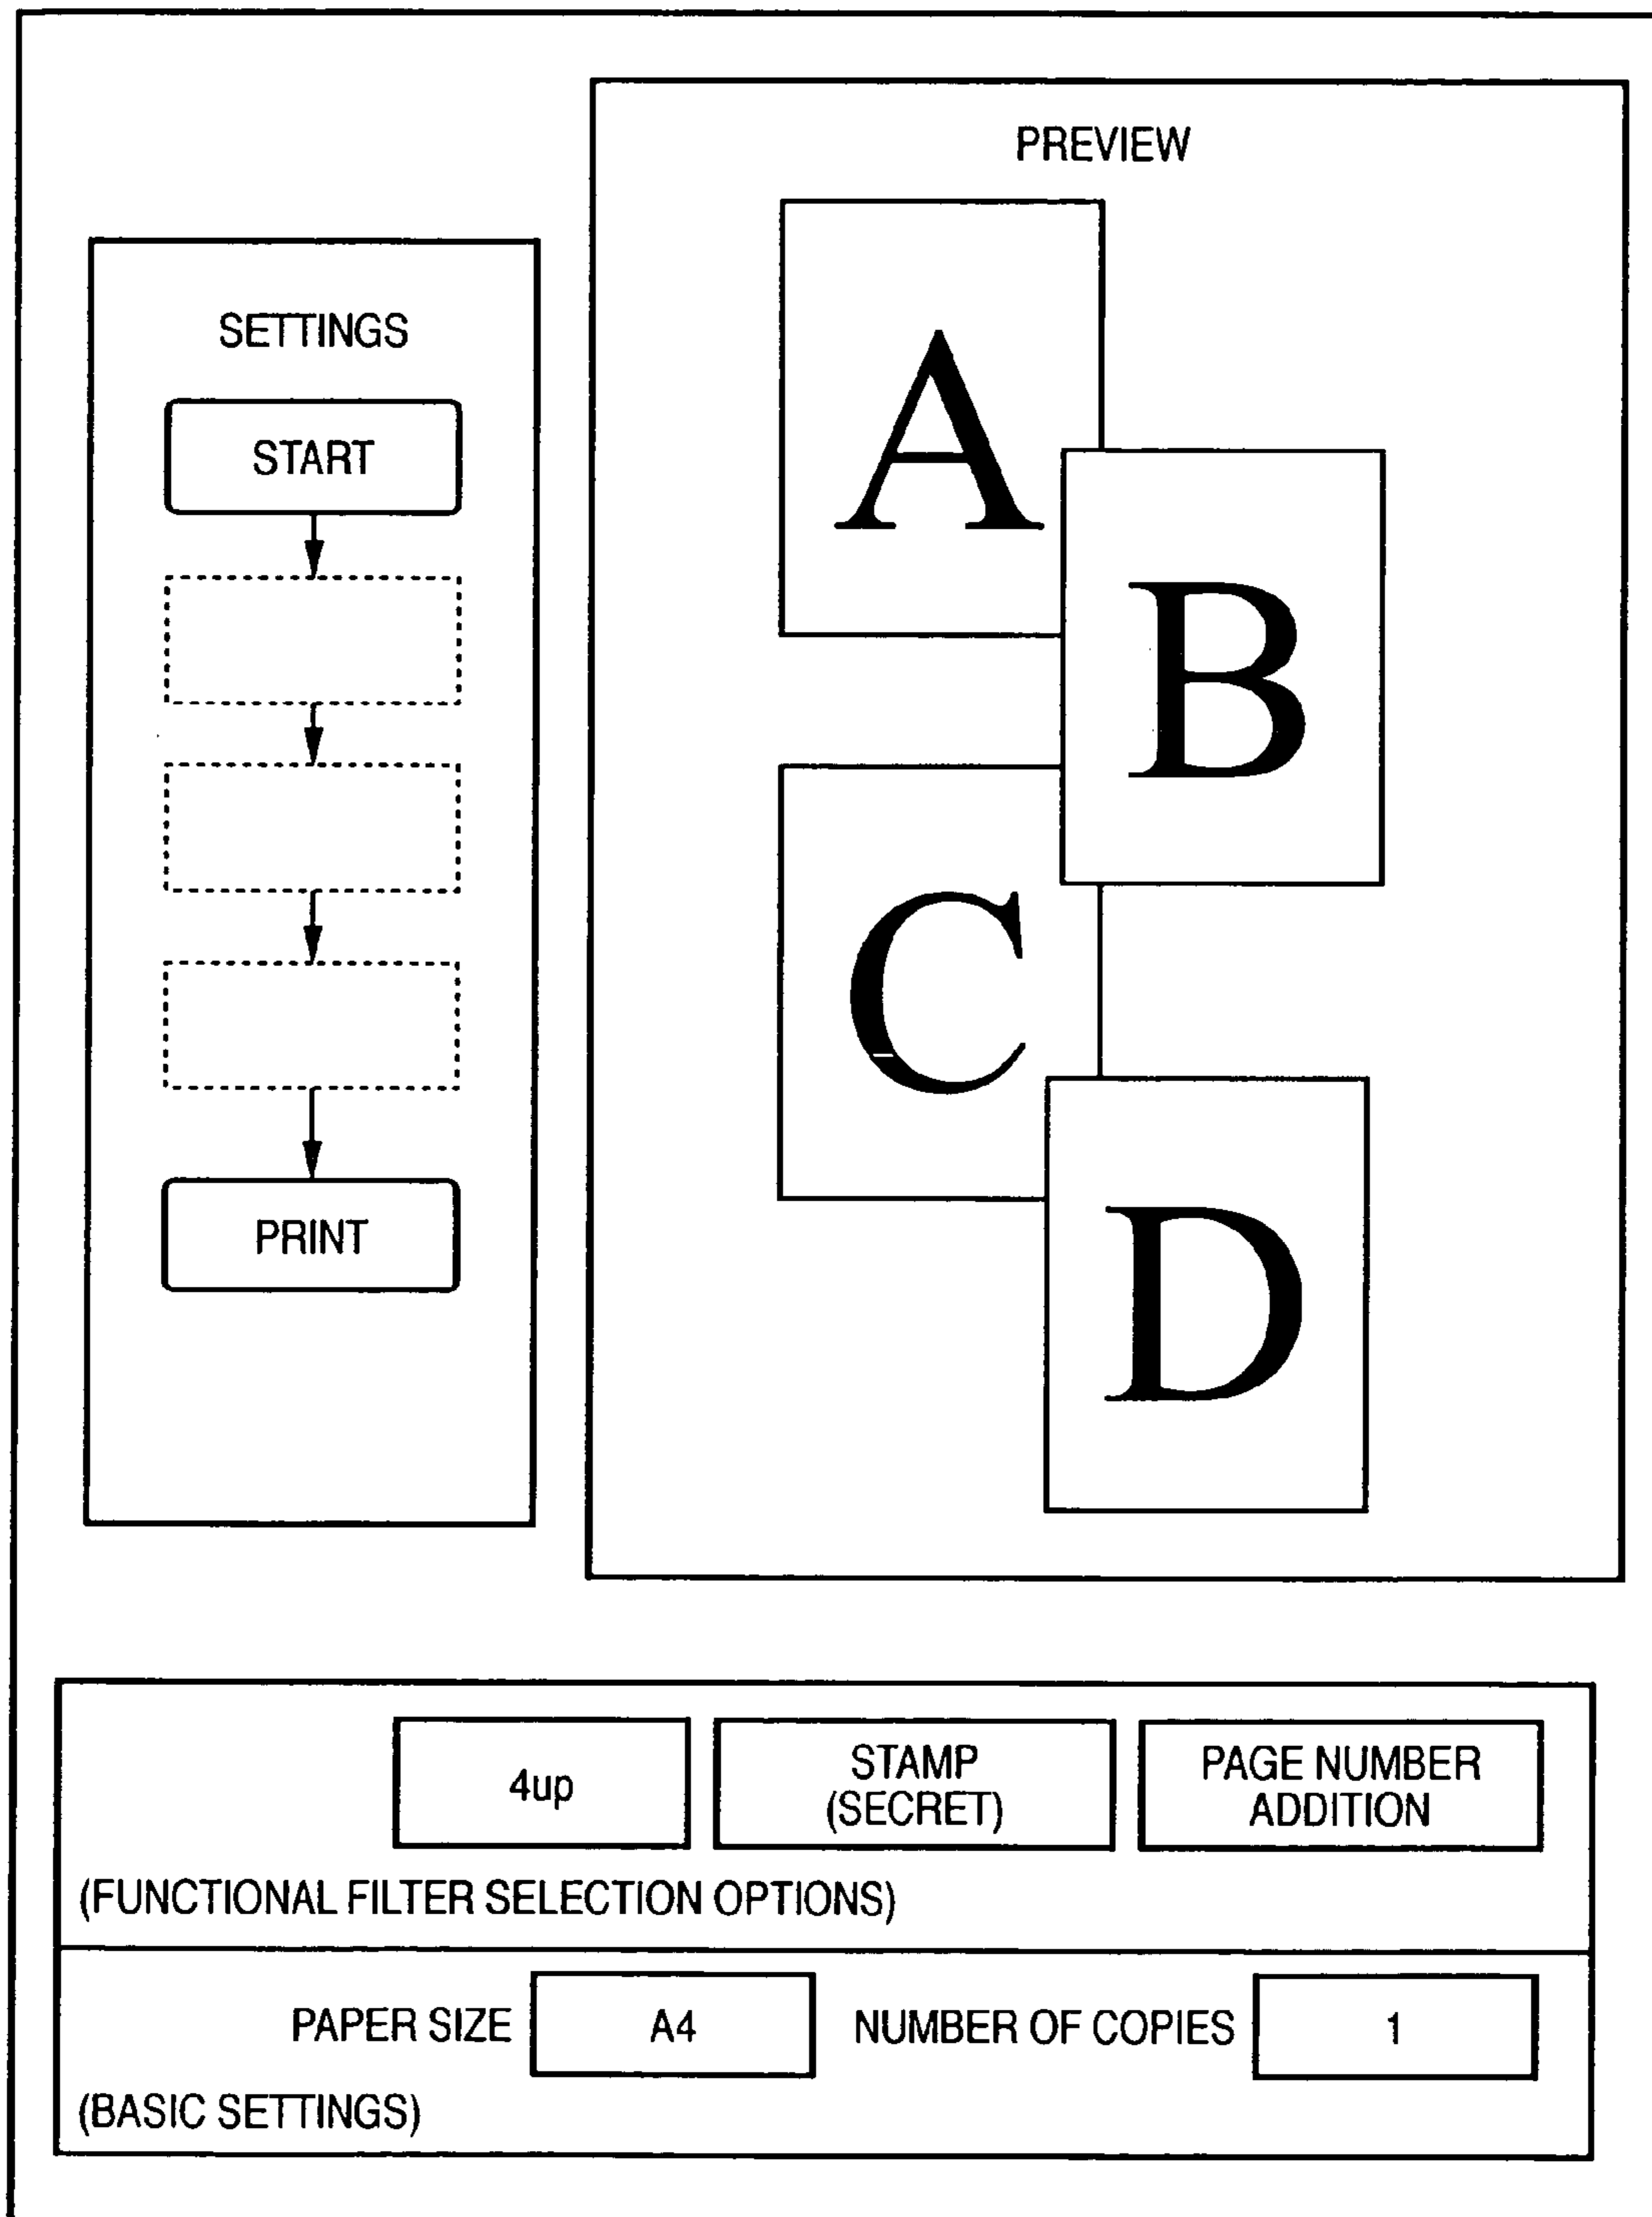 PREVIEW
SETTINGS
START
PRINT
A
B
C
D
4up
STAMP
(SECRET)
PAGE NUMBER
ADDITION
(FUNCTIONAL FILTER SELECTION OPTIONS)
PAPER SIZE A4 NUMBER OF COPIES 1
(BASIC SETTINGS)